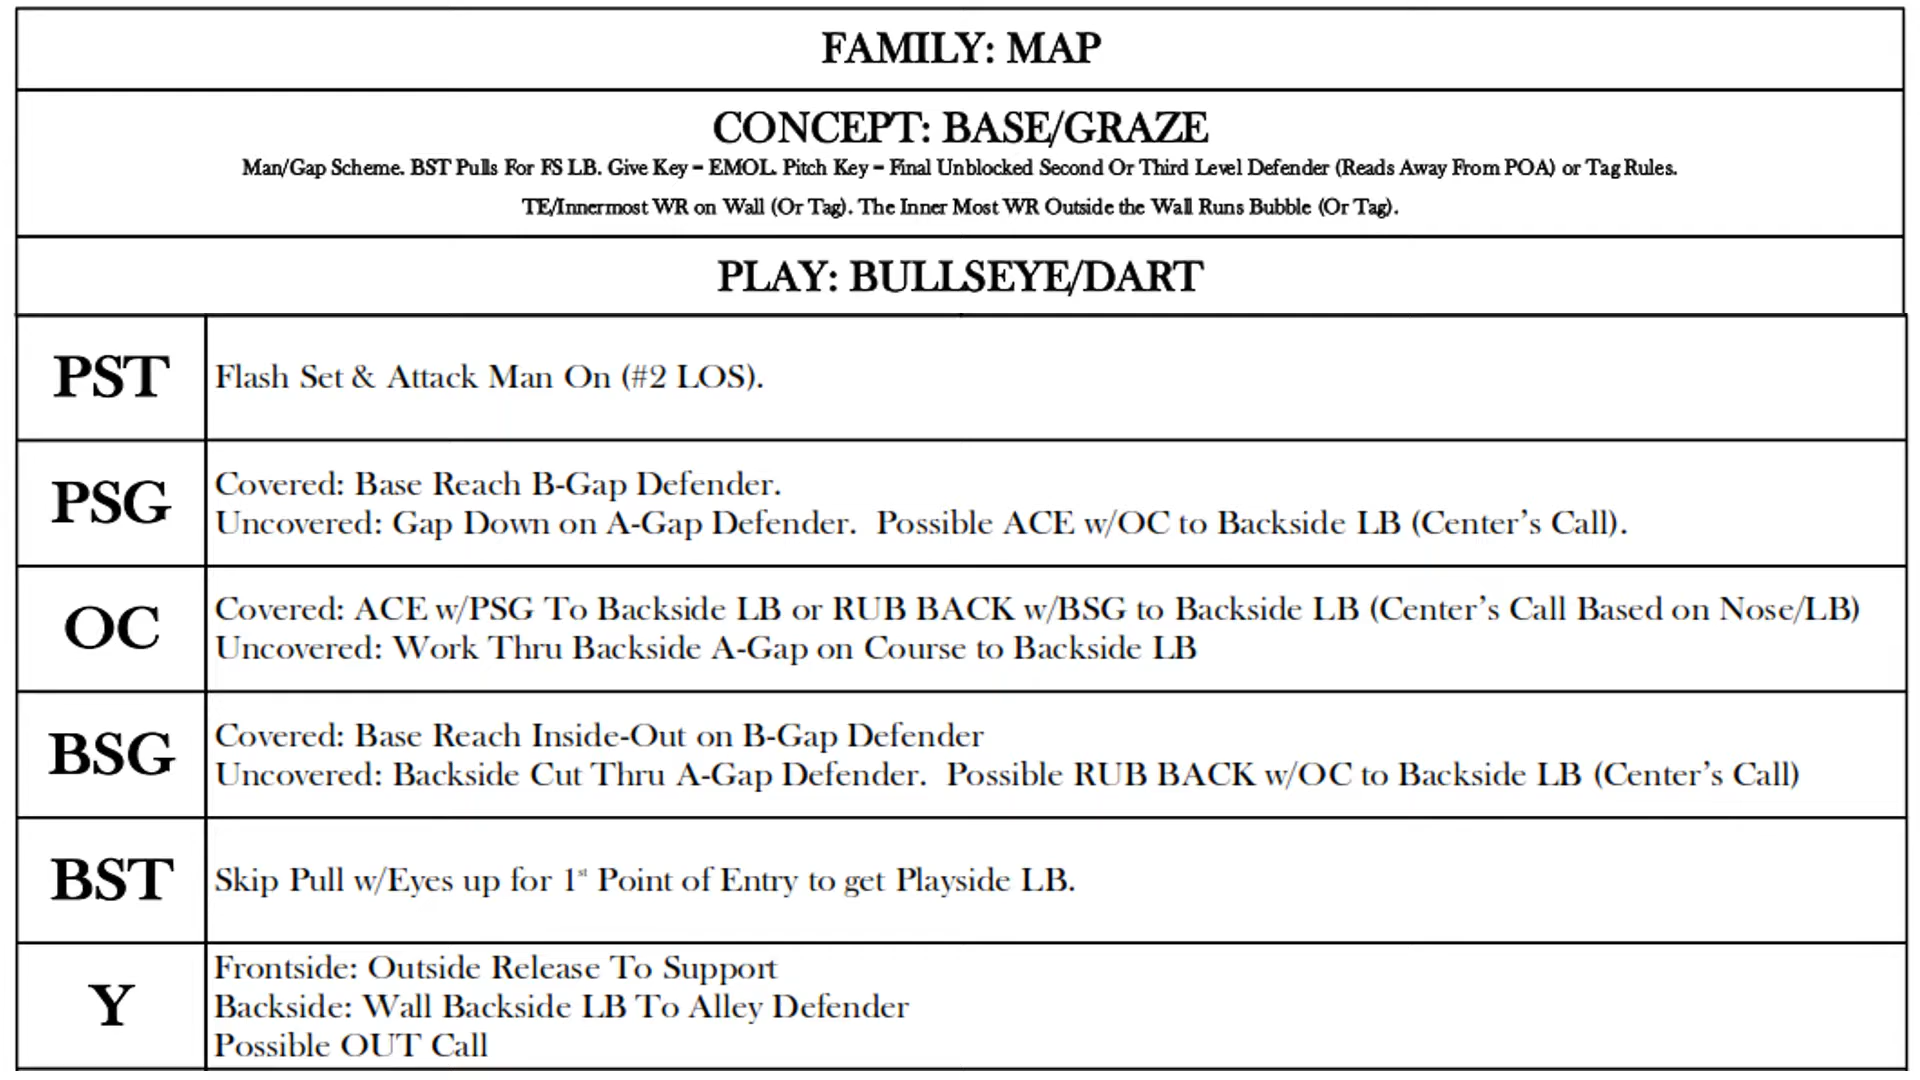 FAMILY: MAP
CONCEPT: BASE/GRAZE
Man/Gap Scheme. BST Pulls For FS LB. Give Key – EMOL. Pitch Key – Final Unblocked Second Or Third Level Defender (Reads Away From POA) or Tag Rules.
TE/Innermost WR on Wall (Or Tag). The Inner Most WR Outside the Wall Runs Bubble (Or Tag).
PLAY: BULLSEYE/DART
PST
Flash Set & Attack Man On (#2 LOS).
PSG
Covered: Base Reach B-Gap Defender.
Uncovered: Gap Down on A-Gap Defender.  Possible ACE w/OC to Backside LB (Center's Call).
OC
Covered: ACE w/PSG To Backside LB or RUB BACK w/BSG to Backside LB (Center's Call Based on Nose/LB)
Uncovered: Work Thru Backside A-Gap on Course to Backside LB
BSG
Covered: Base Reach Inside-Out on B-Gap Defender
Uncovered: Backside Cut Thru A-Gap Defender.  Possible RUB BACK w/OC to Backside LB (Center's Call)
BST
Skip Pull w/Eyes up for 1st Point of Entry to get Playside LB.
Y
Frontside: Outside Release To Support
Backside: Wall Backside LB To Alley Defender
Possible OUT Call